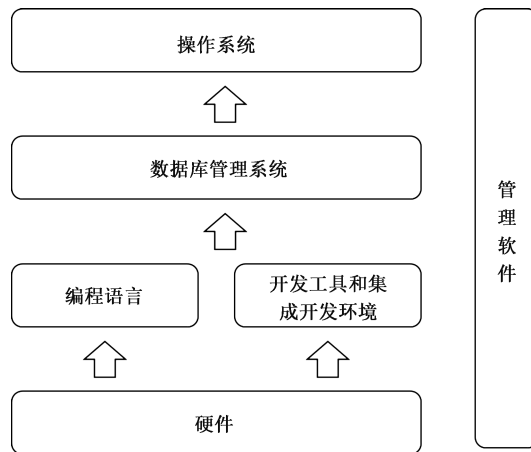 操作系统
数据库管理系统
编程语言
开发工具和集
成开发环境
硬件
管
理
软
件